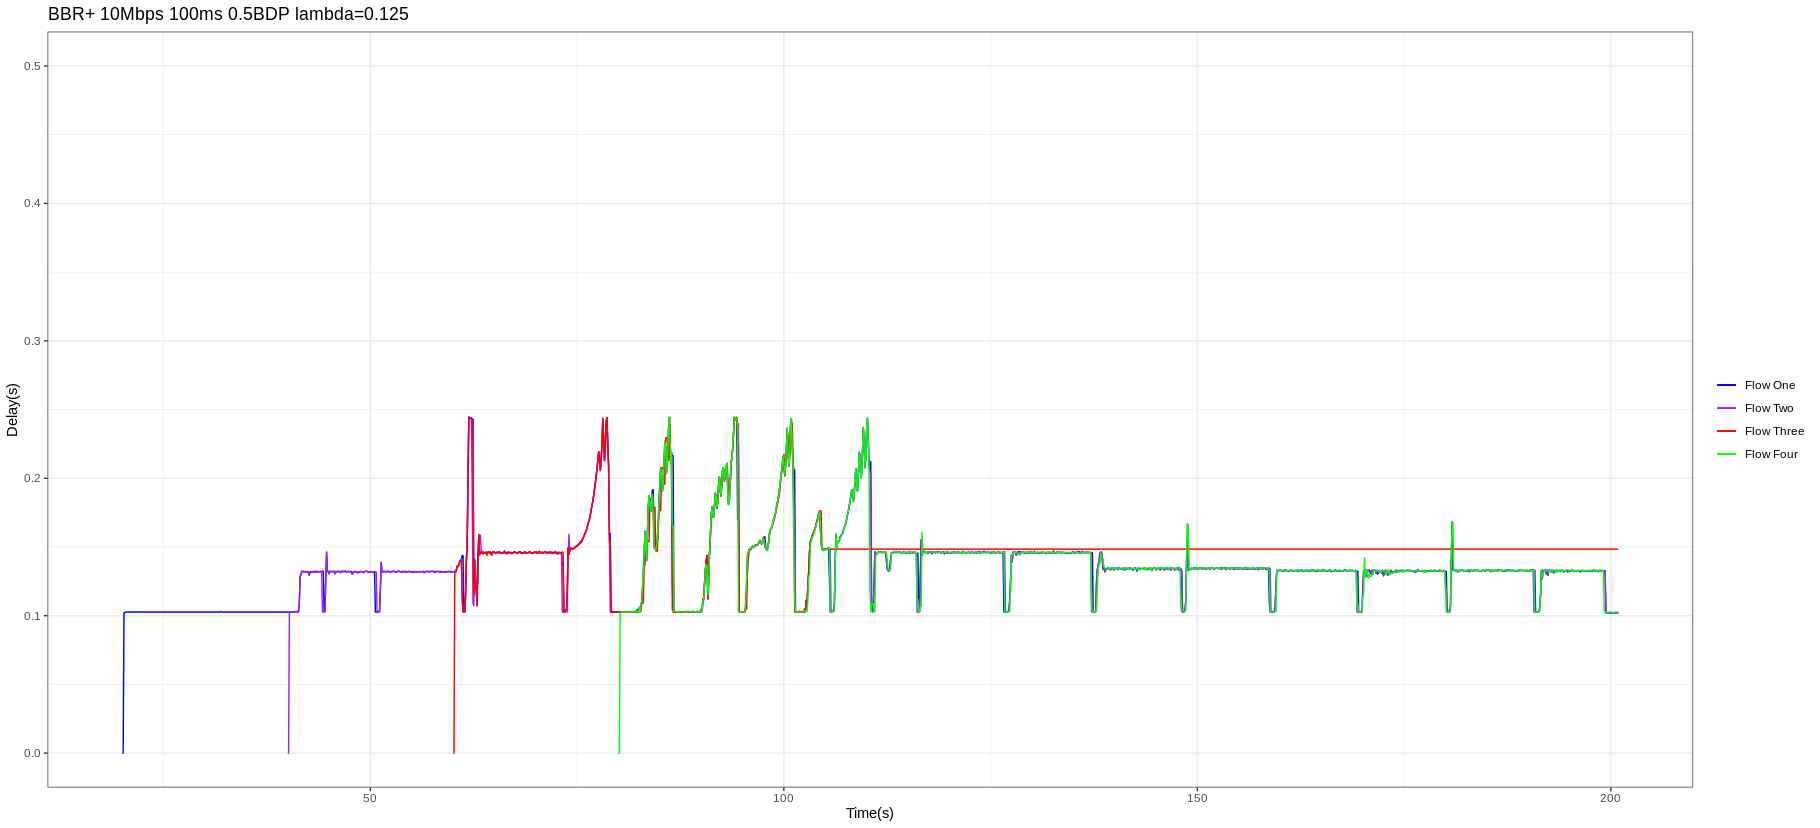 BBR+ 10Mbps 100ms 0.5BDP lambda=0.125
0.5
0.4
0.3
0.2
0.1
0.0
Delay(s)
50
100
150
200
Time(s)
Flow One
Flow Two
Flow Three
Flow Four